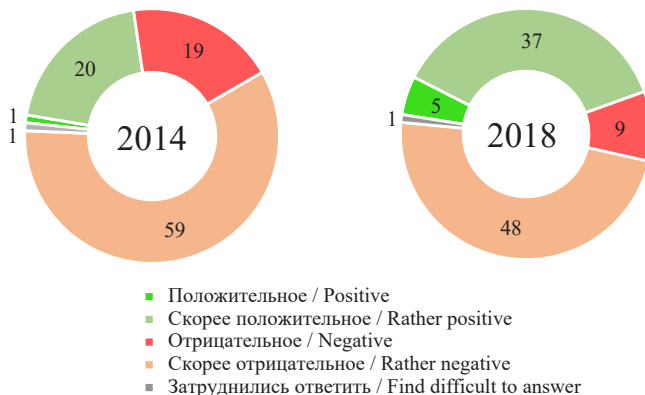 19
20
1
1
2014
59
37
5
1
2018
9
48
Положительное / Positive
Скорее положительное / Rather positive
Отрицательное / Negative
Скорее отрицательное / Rather negative
Затруднились ответить / Find difficult to answer